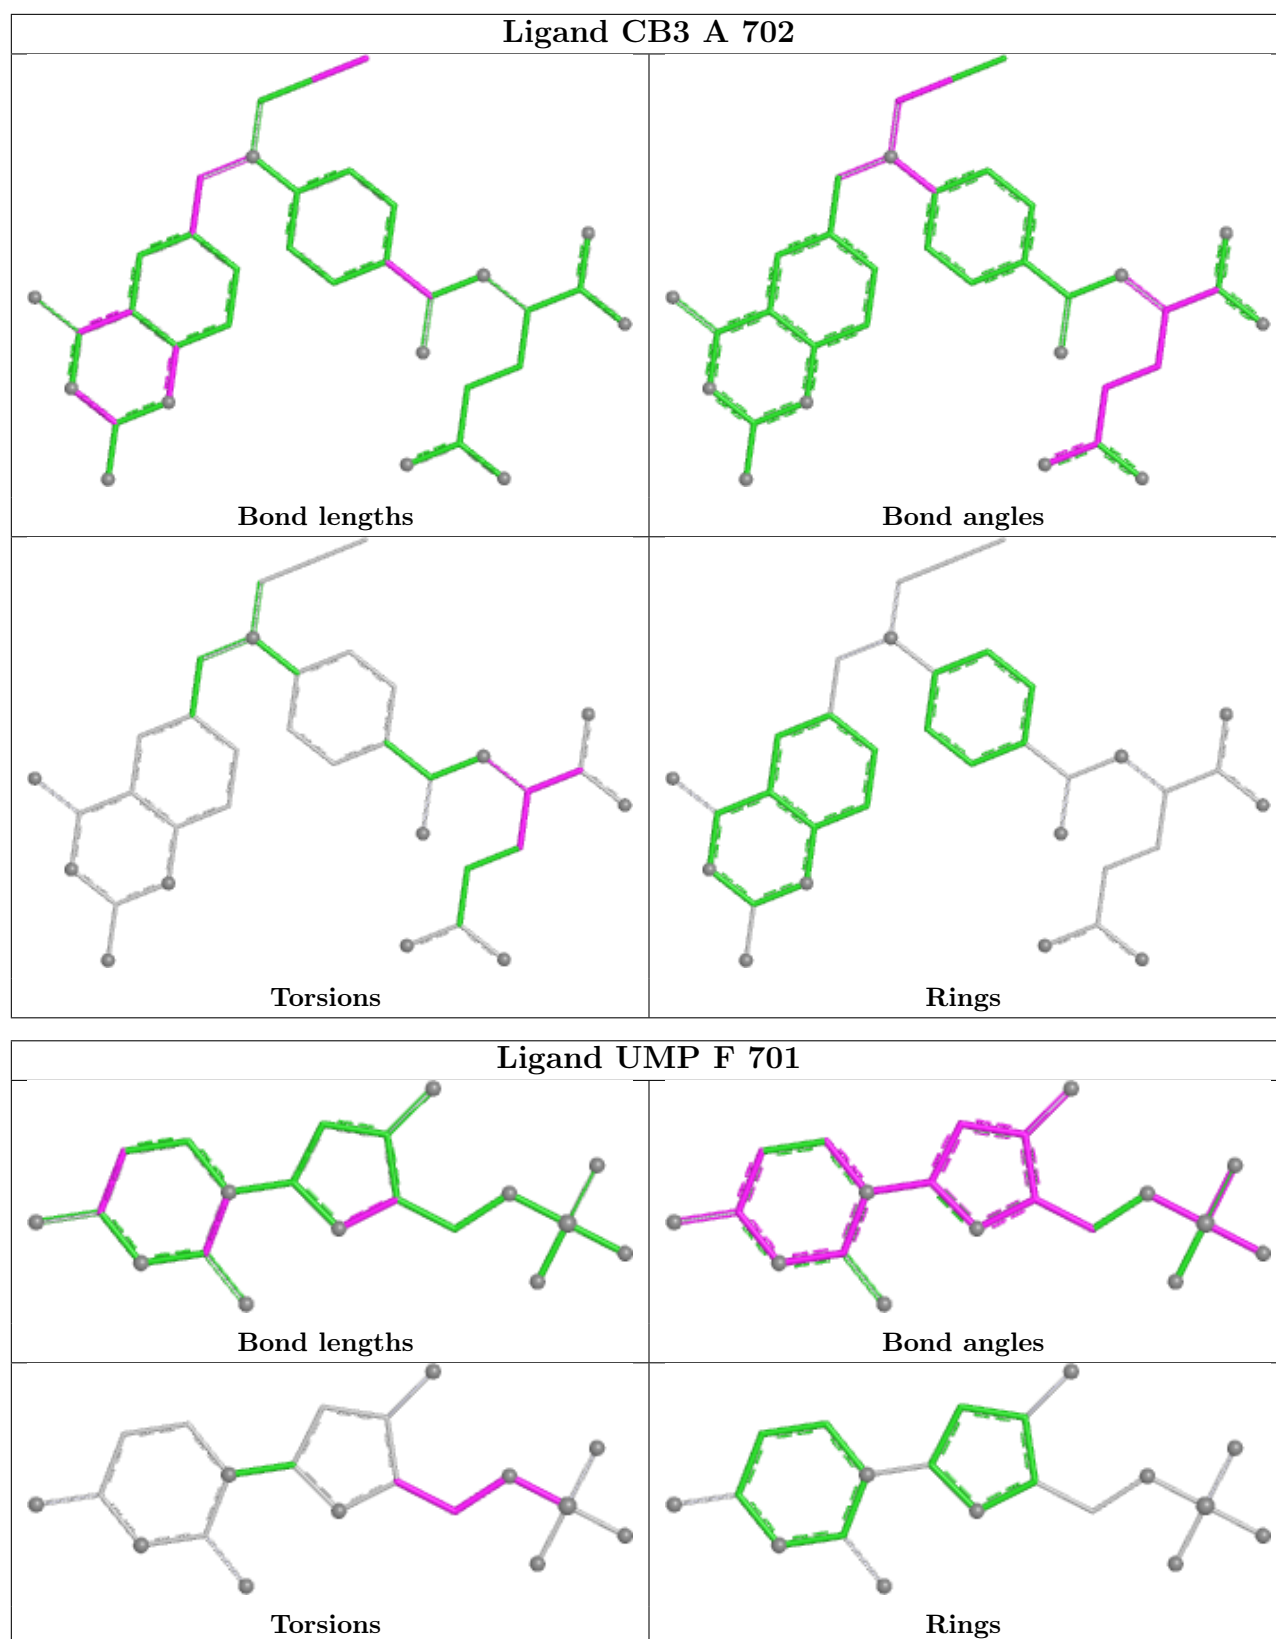 Ligand CB3 A 702
Bond lengths
Bond angles
Torsions
Rings
Ligand UMP F 701
Bond lengths
Bond angles
Torsions
Rings